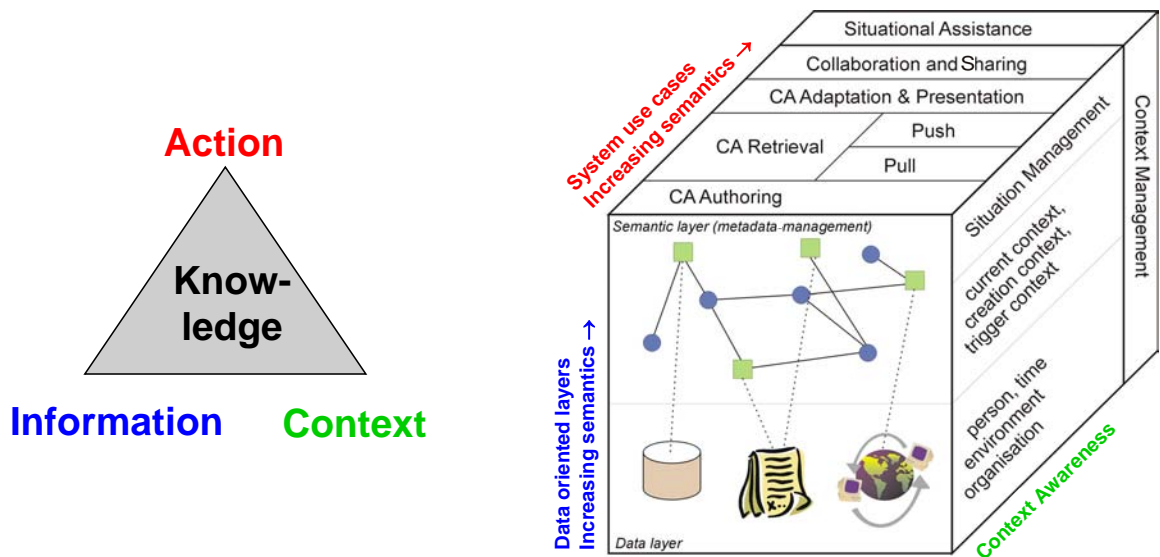 Action
Know-
ledge
Information
Context
System use cases
Increasing semantics →
Situational Assistance
Collaboration and Sharing
CA Adaptation & Presentation
CA Retrieval
Push
Pull
CA Authoring
Semantic layer (metadata-management)
Data layer
Data oriented layers
Increasing semantics →
Situation Management
current context,
creation context,
trigger context
person, time
environment
organisation
Context Management
Context Awareness